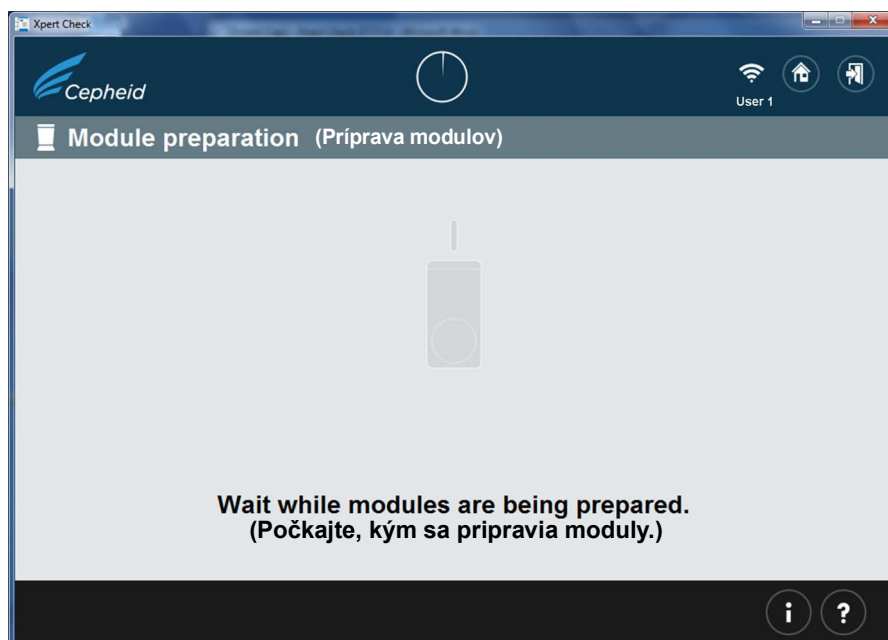 Xpert Check
Cepheid
User 1
Module preparation (Príprava modulov)
Wait while modules are being prepared.
(Počkajte, kým sa pripravia moduly.)
i ?